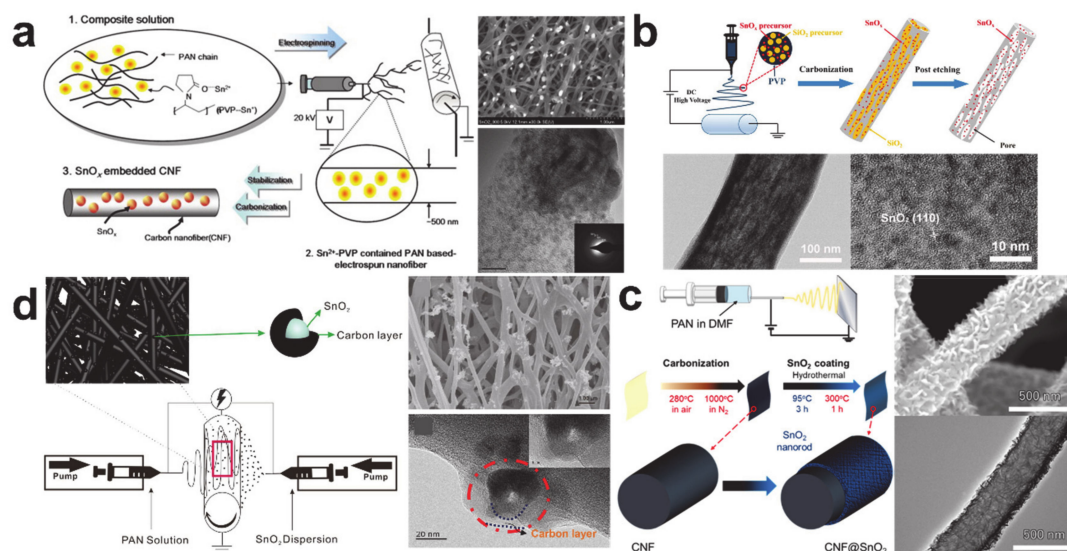 a
1. Composite solution
PAN chain
O---Sn²⁺
N
(PVP–Sn⁺)
Electrospinning
20 kV
V
3. SnOₓ embedded CNF
Stabilization
Carbonization
SnOₓ
Carbon nanofiber(CNF)
~500 nm
2. Sn²⁺-PVP contained PAN based-
electrospun nanofiber
b
SnOₓ precursor
SiO₂ precursor
PVP
DC
High Voltage
Carbonization
Post etching
SnOₓ
SiO₂
SnOₓ
Pore
100 nm
SnO₂ (110)
10 nm
d
SnO₂
Carbon layer
Pump
Pump
PAN Solution
SnO₂ Dispersion
20 nm
Carbon layer
c
PAN in DMF
Carbonization
280°C
in air
1000°C
in N₂
SnO₂ coating
Hydrothermal
95°C
3 h
300°C
1 h
SnO₂
nanorod
CNF
CNF@SnO₂
500 nm
500 nm